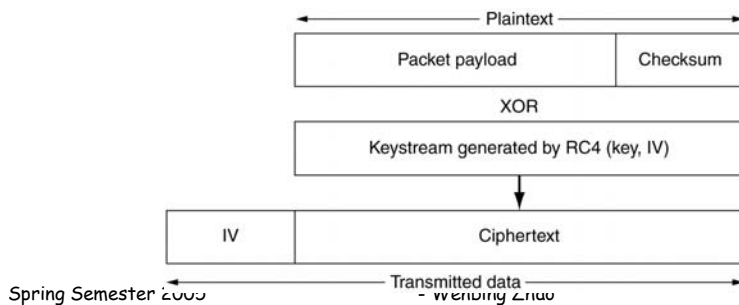 Plaintext
Packet payload Checksum
XOR
Keystream generated by RC4 (key, IV)
IV Ciphertext
Transmitted data
Spring Semester 2005 - Wenbing Zhao